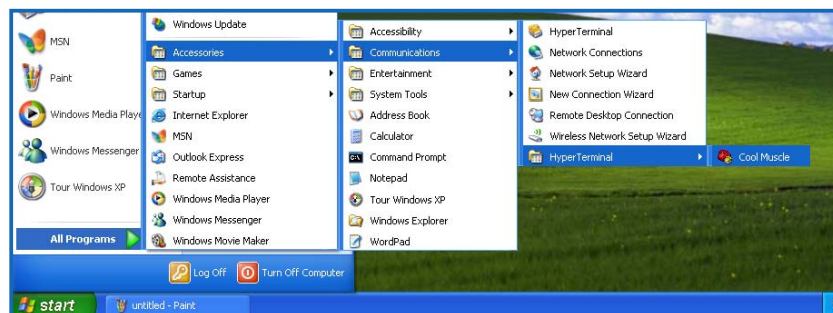 MSN
Paint
Windows Media Playe
Windows Messenger
Tour Windows XP
All Programs
Windows Update
Accessories
Games
Startup
Internet Explorer
MSN
Outlook Express
Remote Assistance
Windows Media Player
Windows Messenger
Windows Movie Maker
Accessibility
Communications
Entertainment
System Tools
Address Book
Calculator
Command Prompt
Notepad
Tour Windows XP
Windows Explorer
WordPad
HyperTerminal
Network Connections
Network Setup Wizard
New Connection Wizard
Remote Desktop Connection
Wireless Network Setup Wizard
HyperTerminal
Cool Muscle
Log Off
Turn Off Computer
start
untitled - Paint